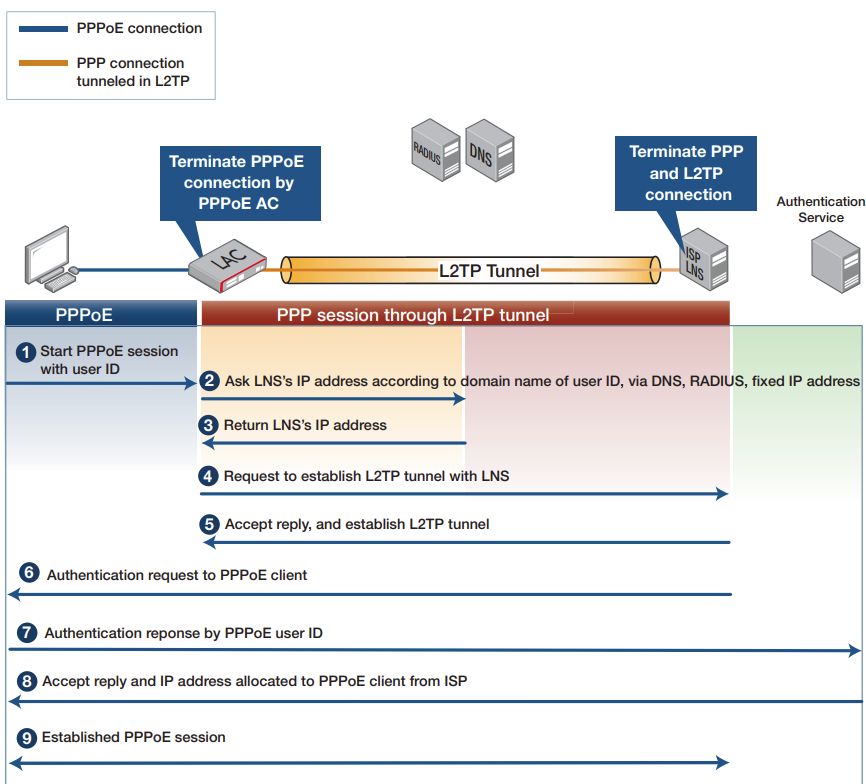 PPPoE connection
PPP connection
tunneled in L2TP
RADIUS
DNS
Terminate PPPoE
connection by
PPPoE AC
Terminate PPP
and L2TP
connection
Authentication
Service
LAC
L2TP Tunnel
ISP
LNS
PPPoE
PPP session through L2TP tunnel
1 Start PPPoE session
with user ID
2 Ask LNS's IP address according to domain name of user ID, via DNS, RADIUS, fixed IP address
3 Return LNS's IP address
4 Request to establish L2TP tunnel with LNS
5 Accept reply, and establish L2TP tunnel
6 Authentication request to PPPoE client
7 Authentication reponse by PPPoE user ID
8 Accept reply and IP address allocated to PPPoE client from ISP
9 Established PPPoE session